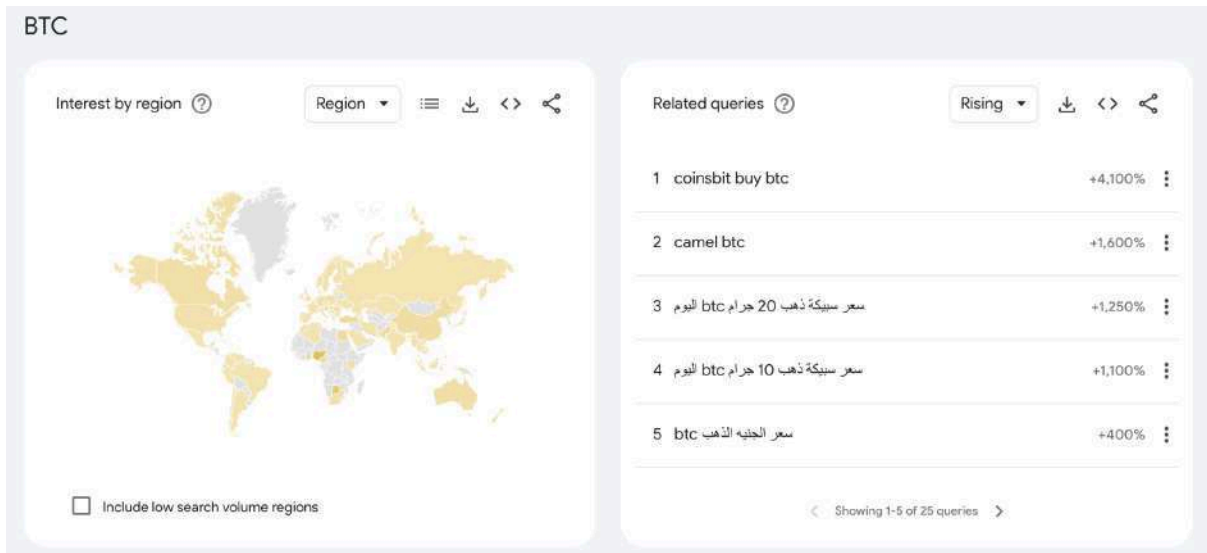 BTC
Interest by region
Region
Related queries
Rising
1 coinsbit buy btc +4,100%
2 camel btc +1,600%
3 سعر سبيكة ذهب 20 جرام btc اليوم +1,250%
4 سعر سبيكة ذهب 10 جرام btc اليوم +1,100%
5 سعر الجنيه الذهب btc +400%
Include low search volume regions
Showing 1-5 of 25 queries